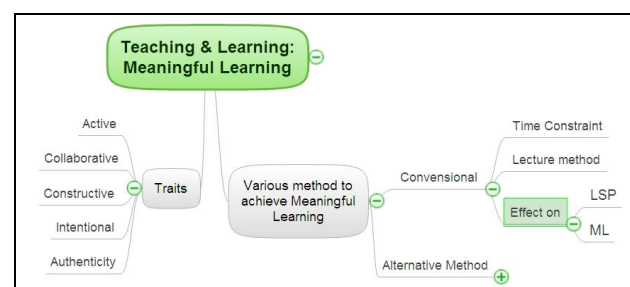 Teaching & Learning:
Meaningful Learning
Active
Collaborative
Constructive
Intentional
Authenticity
Traits
Various method to
achieve Meaningful
Learning
Convensional
Time Constraint
Lecture method
Effect on
LSP
ML
Alternative Method